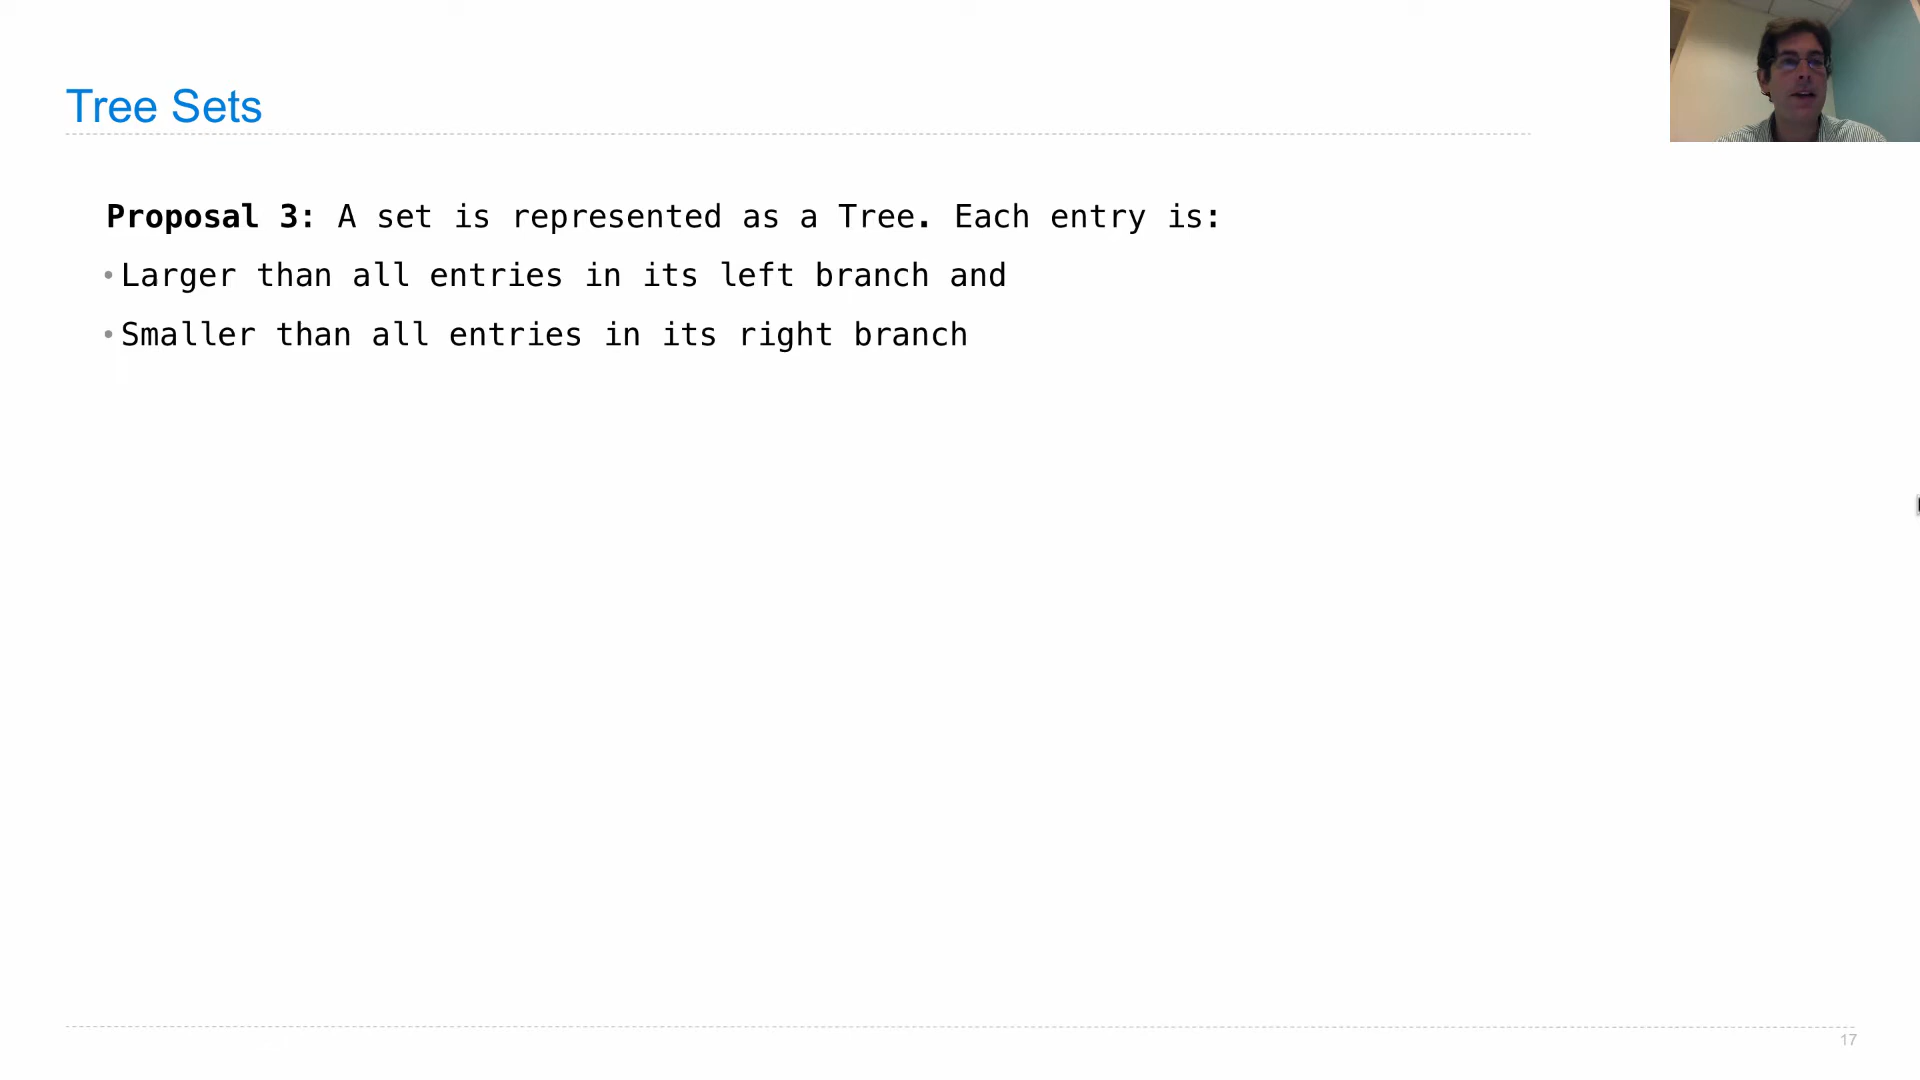 Tree Sets
Proposal 3: A set is represented as a Tree. Each entry is:
•Larger than all entries in its left branch and
•Smaller than all entries in its right branch
17